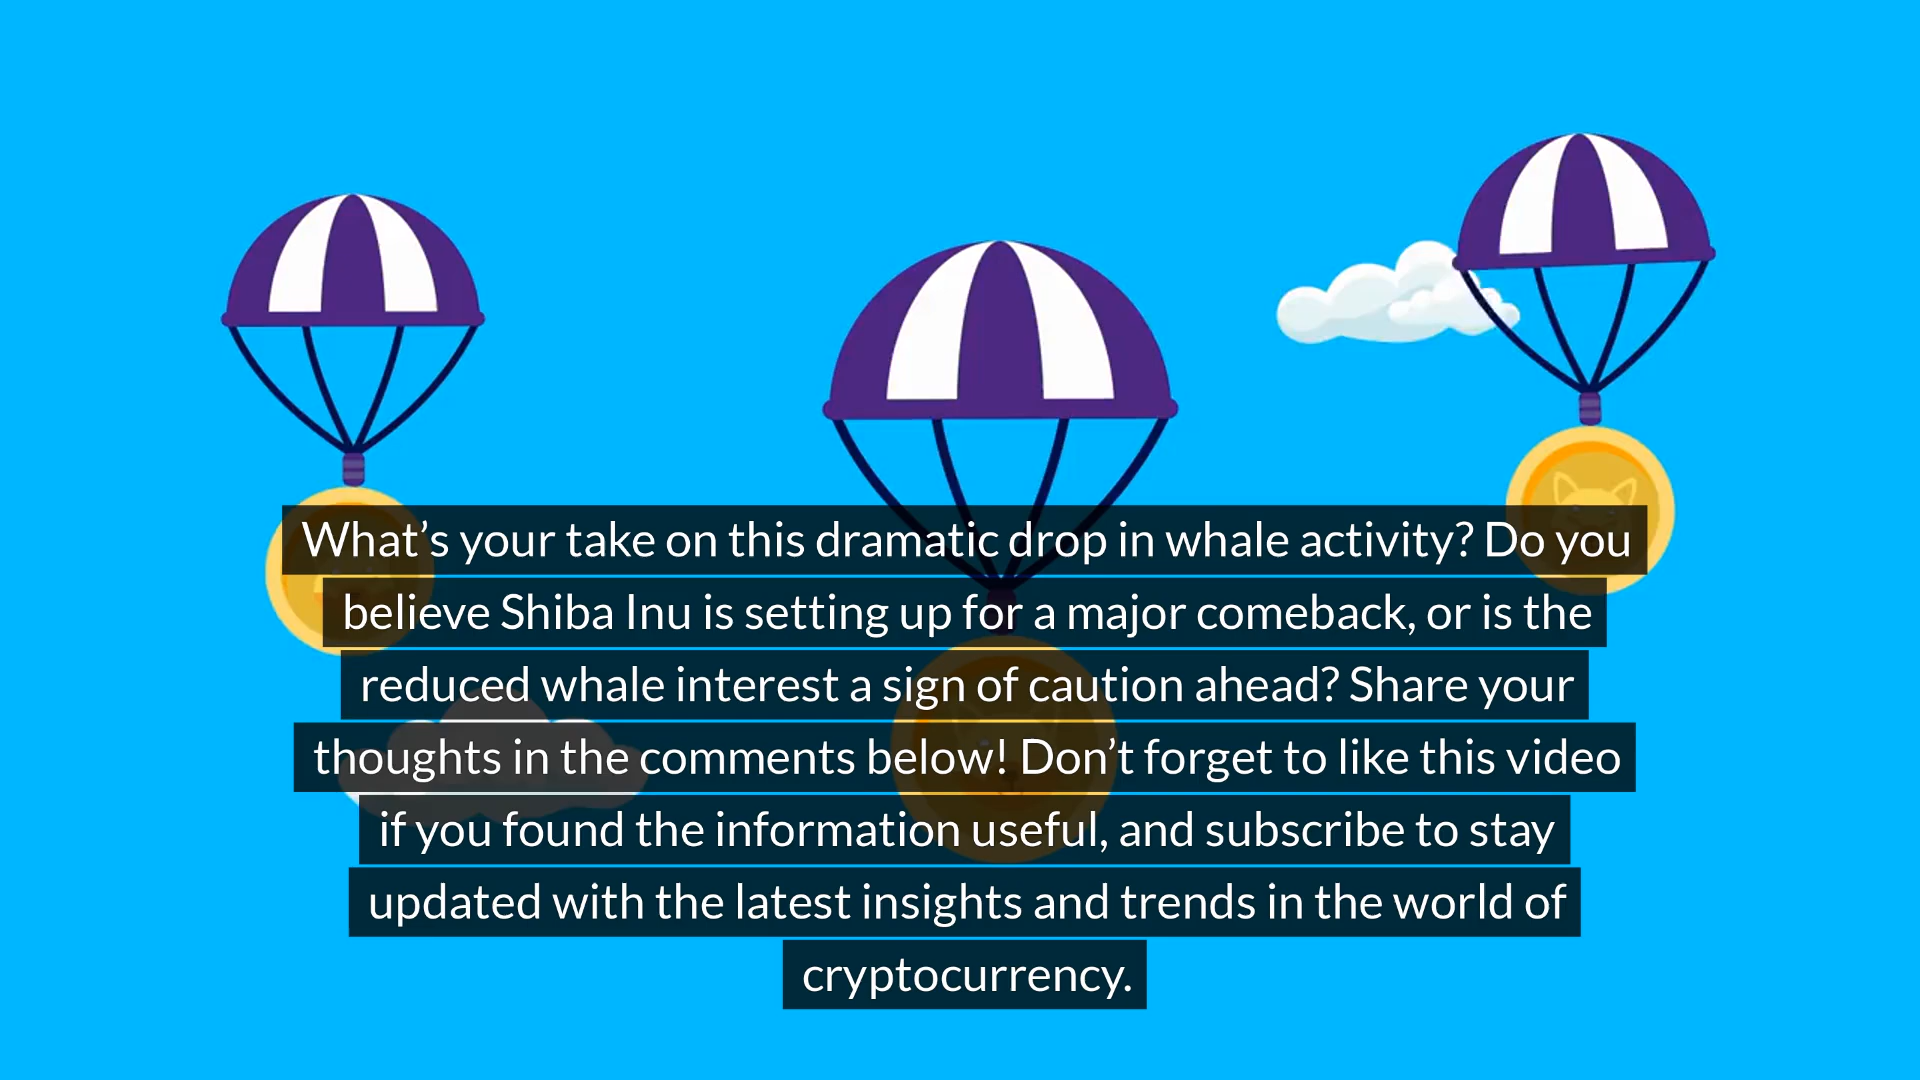 What’s your take on this dramatic drop in whale activity? Do you
believe Shiba Inu is setting up for a major comeback, or is the
reduced whale interest a sign of caution ahead? Share your
thoughts in the comments below! Don’t forget to like this video
if you found the information useful, and subscribe to stay
updated with the latest insights and trends in the world of
cryptocurrency.